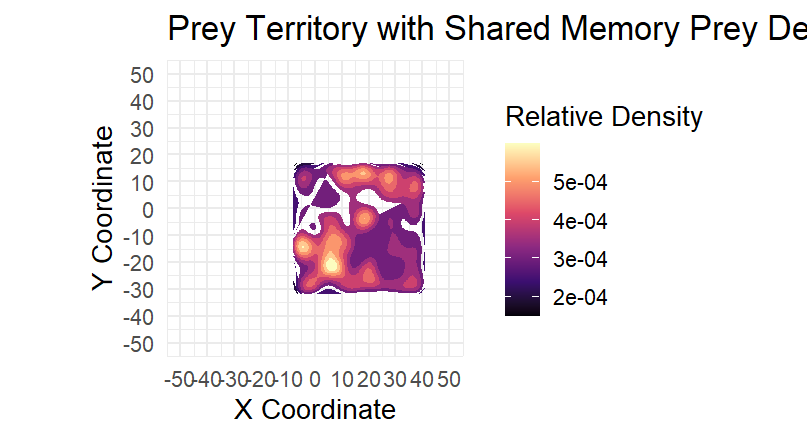 Prey Territory with Shared Memory Prey De
Relative Density
5e-04
4e-04
3e-04
2e-04
Y Coordinate
50
40
30
20
10
0
-10
-20
-30
-40
-50
-50 -40 -30 -20 -10 0 10 20 30 40 50
X Coordinate